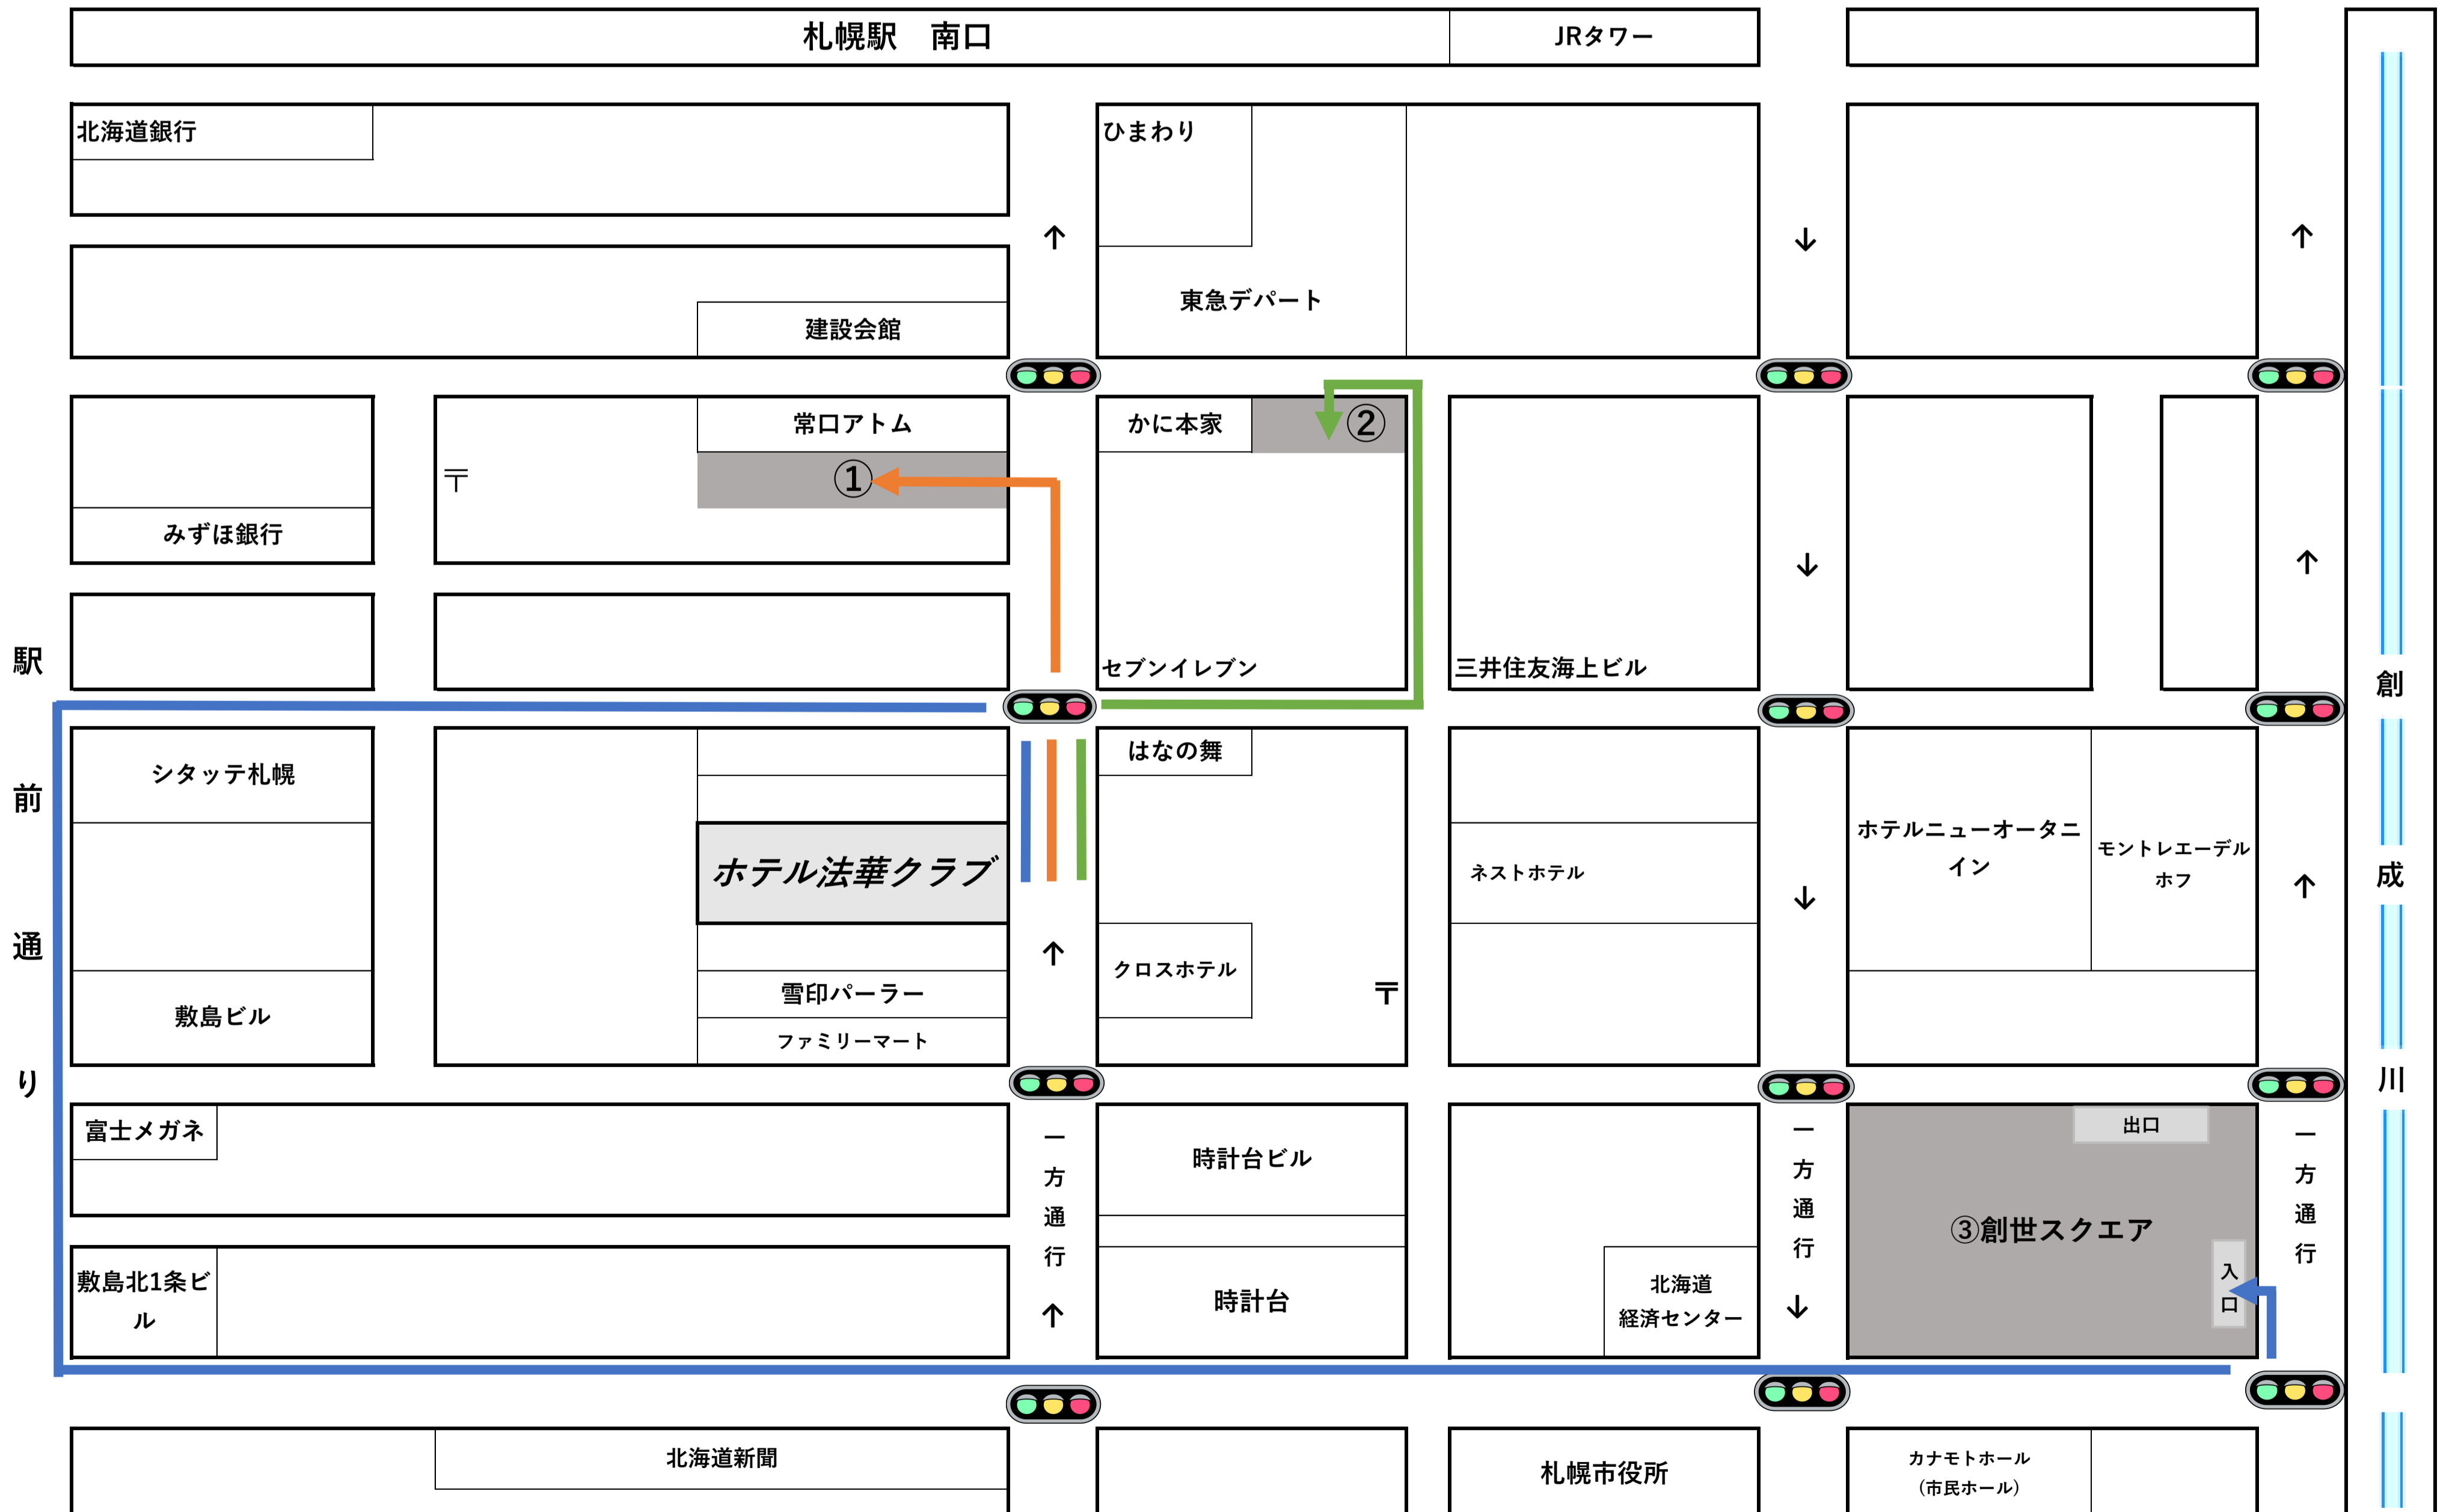 札幌駅　南口
JRタワー
北海道銀行
ひまわり
↑
↓
↑
東急デパート
建設会館
常口アトム
かに本家
②
〒
①
みずほ銀行
↓
↑
セブンイレブン
三井住友海上ビル
駅
前
通
り
創
成
川
シタッテ札幌
はなの舞
ホテル法華クラブ
ネストホテル
ホテルニューオータニ
イン
モントレエーデル
ホフ
↓
↑
↑
クロスホテル
〒
雪印パーラー
敷島ビル
ファミリーマート
富士メガネ
時計台ビル
出口
一
方
通
行
↑
一
方
通
行
↓
一
方
通
行
③創世スクエア
入
口
敷島北1条ビ
ル
時計台
北海道
経済センター
北海道新聞
札幌市役所
カナモトホール
（市民ホール）